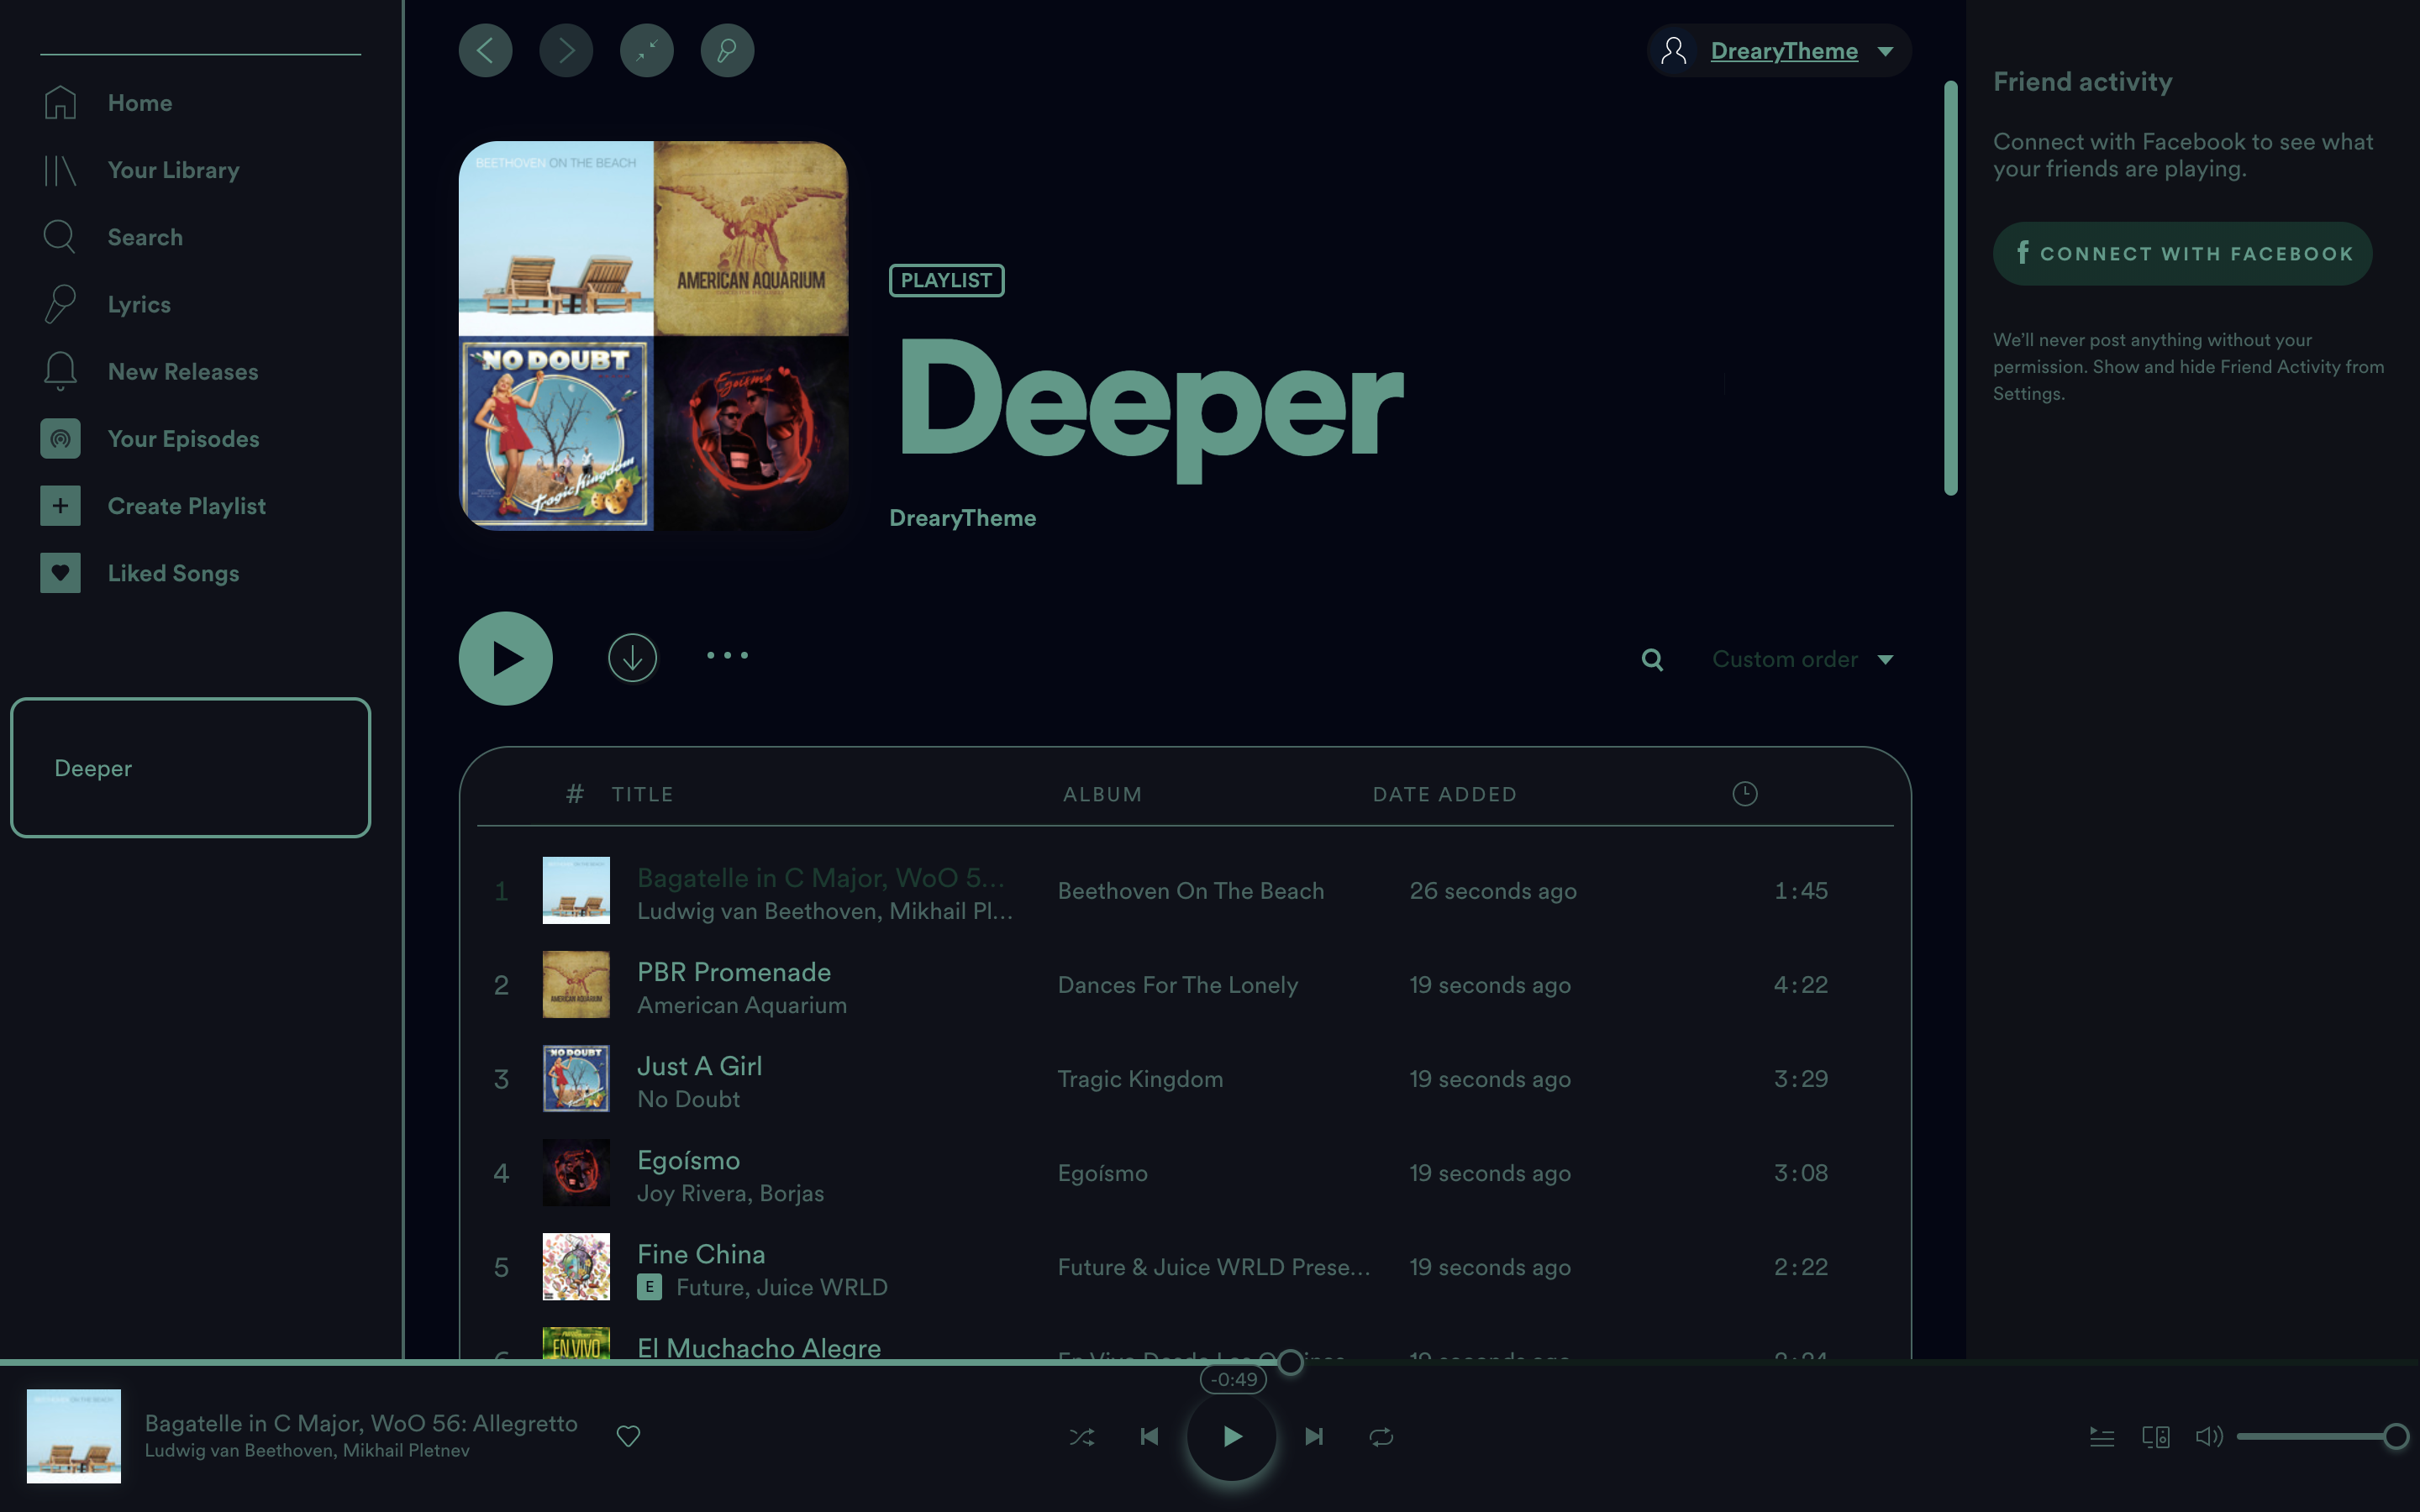 Home
Your Library
Search
Lyrics
New Releases
Your Episodes
Create Playlist
Liked Songs
Deeper
DrearyTheme
BEETHOVEN ON THE BEACH
AMERICAN AQUARIUM
NO DOUBT
Tragic Kingdom
Egoísmo
PLAYLIST
Deeper
DrearyTheme
Custom order
# TITLE ALBUM DATE ADDED
1 Bagatelle in C Major, WoO 5... Beethoven On The Beach 26 seconds ago 1:45
Ludwig van Beethoven, Mikhail Pl...
2 PBR Promenade Dances For The Lonely 19 seconds ago 4:22
American Aquarium
3 Just A Girl Tragic Kingdom 19 seconds ago 3:29
No Doubt
4 Egoísmo Egoísmo 19 seconds ago 3:08
Joy Rivera, Borjas
5 Fine China Future & Juice WRLD Prese... 19 seconds ago 2:22
E Future, Juice WRLD
EN VIVO
El Muchacho Alegre
Friend activity
Connect with Facebook to see what
your friends are playing.
f CONNECT WITH FACEBOOK
We'll never post anything without your
permission. Show and hide Friend Activity from
Settings.
-0:49
Bagatelle in C Major, WoO 56: Allegretto
Ludwig van Beethoven, Mikhail Pletnev